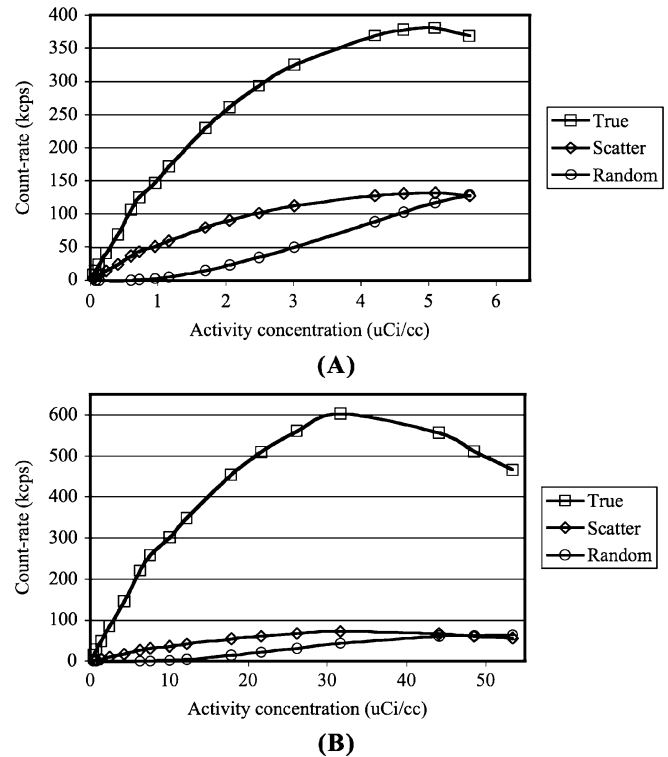 400
350
300
250
200
150
100
50
0
Count-rate (kcps)
0 1 2 3 4 5 6
Activity concentration (uCi/cc)
True
Scatter
Random
(A)
600
500
400
300
200
100
0
Count-rate (kcps)
0 10 20 30 40 50
Activity concentration (uCi/cc)
True
Scatter
Random
(B)